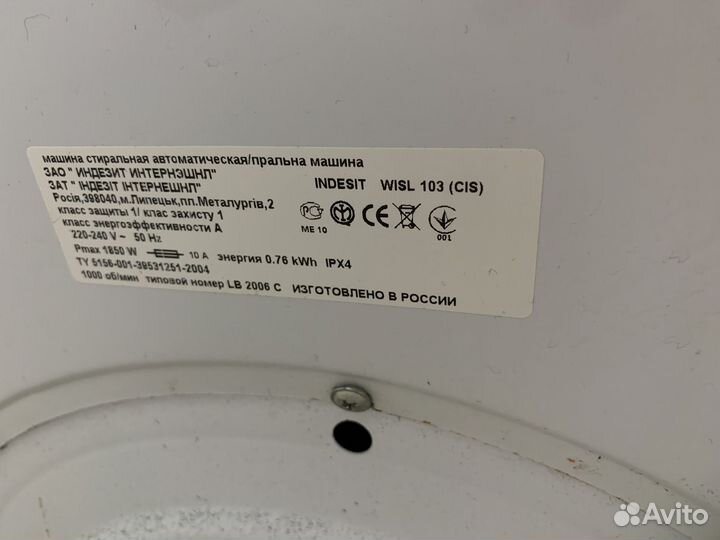 машина стиральная автоматическая/пральна машина
ЗАО " ИНДЕЗИТ ИНТЕРНЭШНЛ"
ЗАТ " ІНДЕЗІТ ІНТЕРНЕШНЛ"
INDESIT WISL 103 (CIS)
Росія,398040,м.Липецьк,пл.Металургів,2
класс защиты 1/ клас захисту 1
класс энергоэффективности А
ME 10
CE
001
220-240 V ~ 50 Hz
Pmax 1850 W 10 A энергия 0.76 kWh IPX4
ТУ 5156-001-39531251-2004
1000 об/мин типовой номер LB 2006 C ИЗГОТОВЛЕНО В РОССИИ
Avito